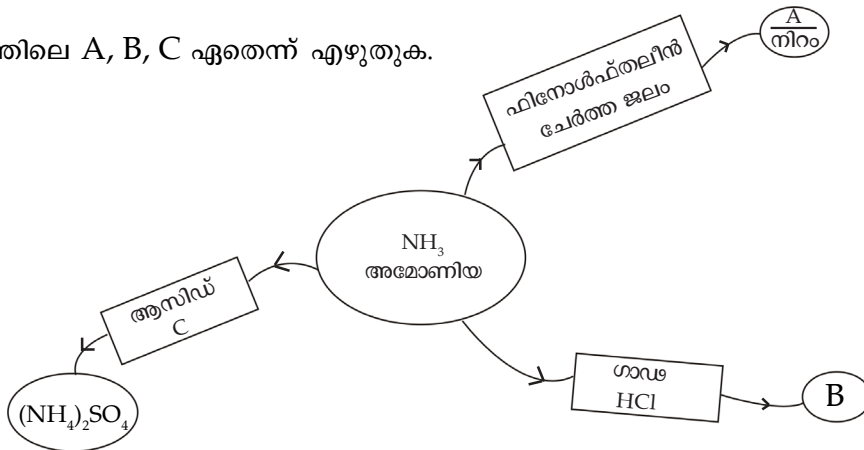 ത്തിലെ A, B, C ഏതെന്ന് എഴുതുക.
A
നിറം
ഫിനോൾഫ്തലീൻ
ചേർത്ത ജലം
NH₃
അമോണിയ
ആസിഡ്
C
(NH₄)₂SO₄
ഗാഢ
HCl
B